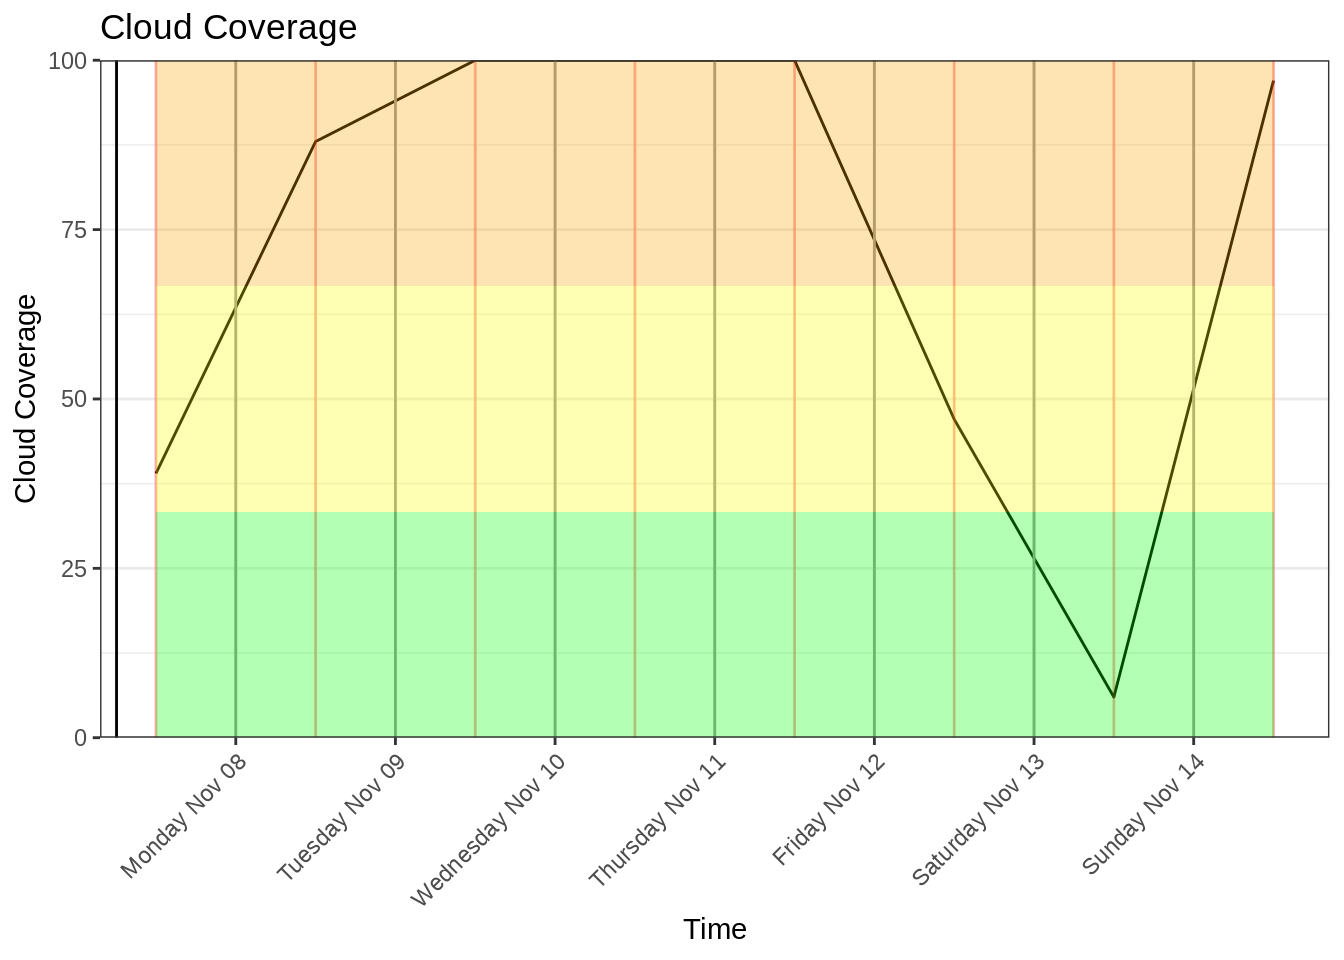 Cloud Coverage
100
75
50
25
0
Cloud Coverage
Monday Nov 08
Tuesday Nov 09
Wednesday Nov 10
Thursday Nov 11
Friday Nov 12
Saturday Nov 13
Sunday Nov 14
Time